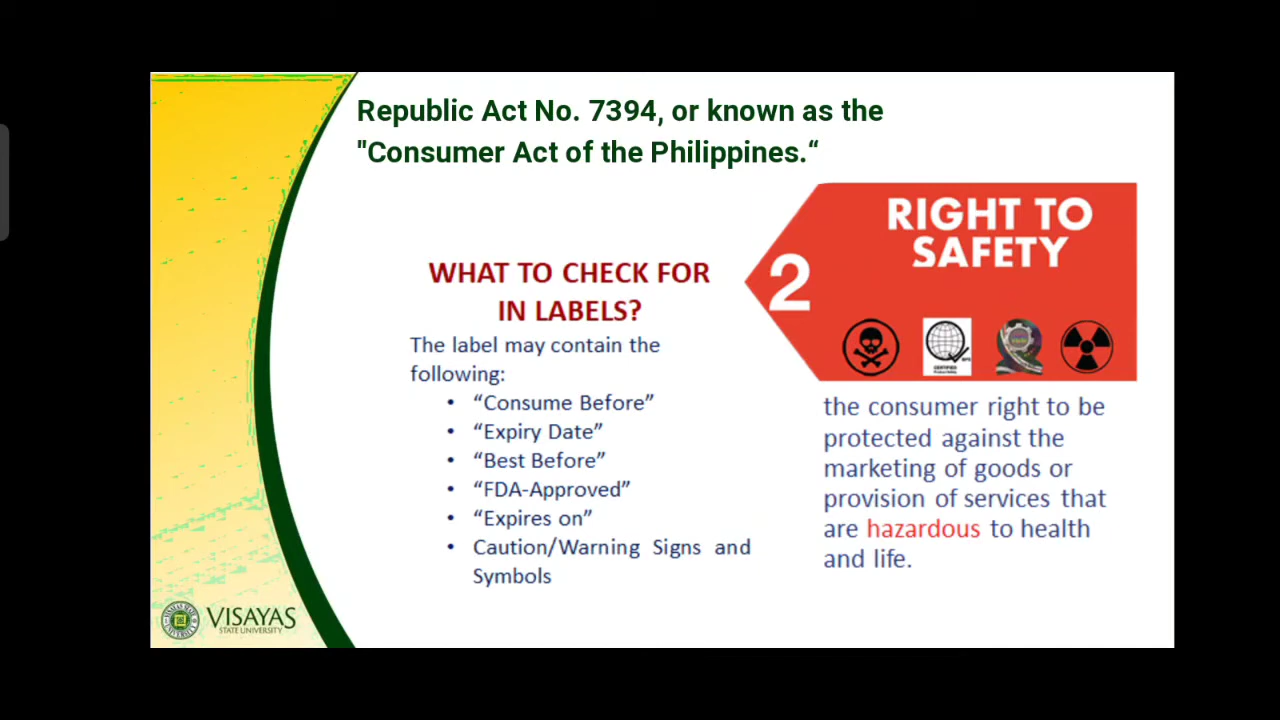 Republic Act No. 7394, or known as the
"Consumer Act of the Philippines.“
WHAT TO CHECK FOR
IN LABELS?
The label may contain the
following:
• “Consume Before”
• “Expiry Date”
• “Best Before”
• “FDA-Approved”
• “Expires on”
• Caution/Warning Signs and
Symbols
2
RIGHT TO
SAFETY
CERTIFIED
the consumer right to be
protected against the
marketing of goods or
provision of services that
are hazardous to health
and life.
VISAYAS
STATE UNIVERSITY